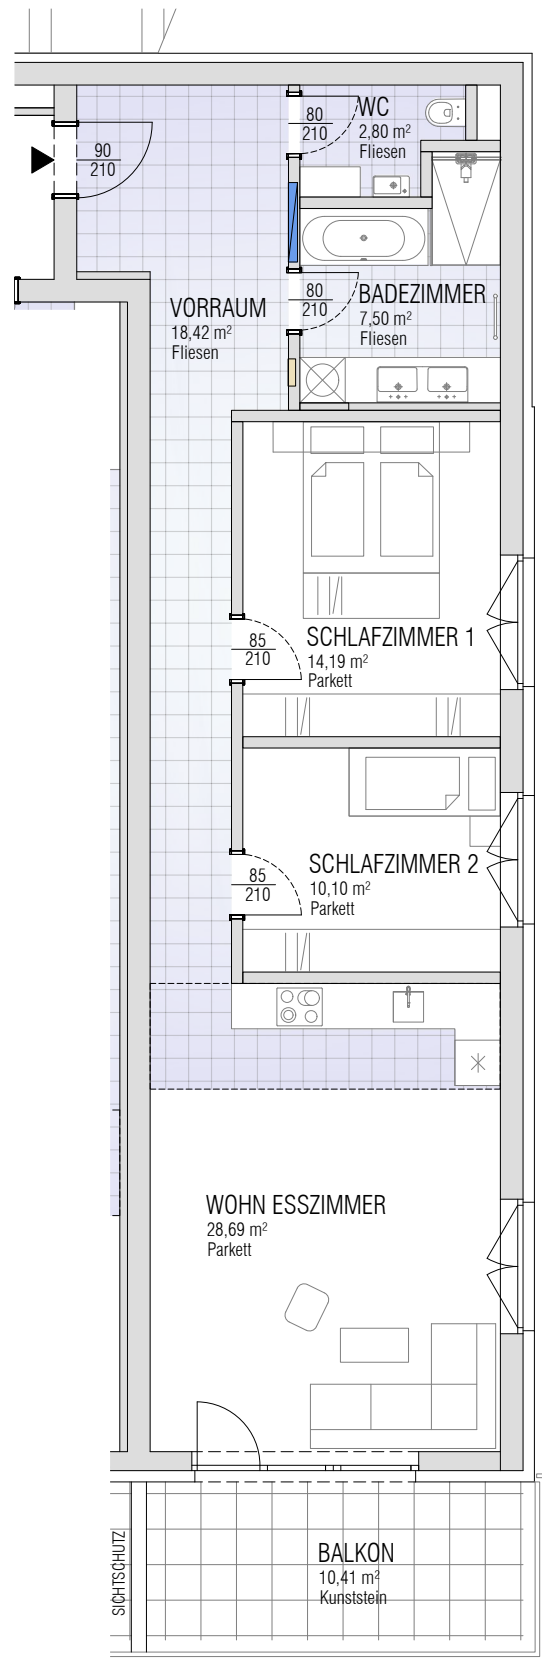 WC
2,80 m²
Fliesen
80
210
90
210
VORRAUM
18,42 m²
Fliesen
80
210
BADEZIMMER
7,50 m²
Fliesen
SCHLAFZIMMER 1
14,19 m²
Parkett
85
210
SCHLAFZIMMER 2
10,10 m²
Parkett
85
210
WOHN ESSZIMMER
28,69 m²
Parkett
SICHTSCHUTZ
BALKON
10,41 m²
Kunststein